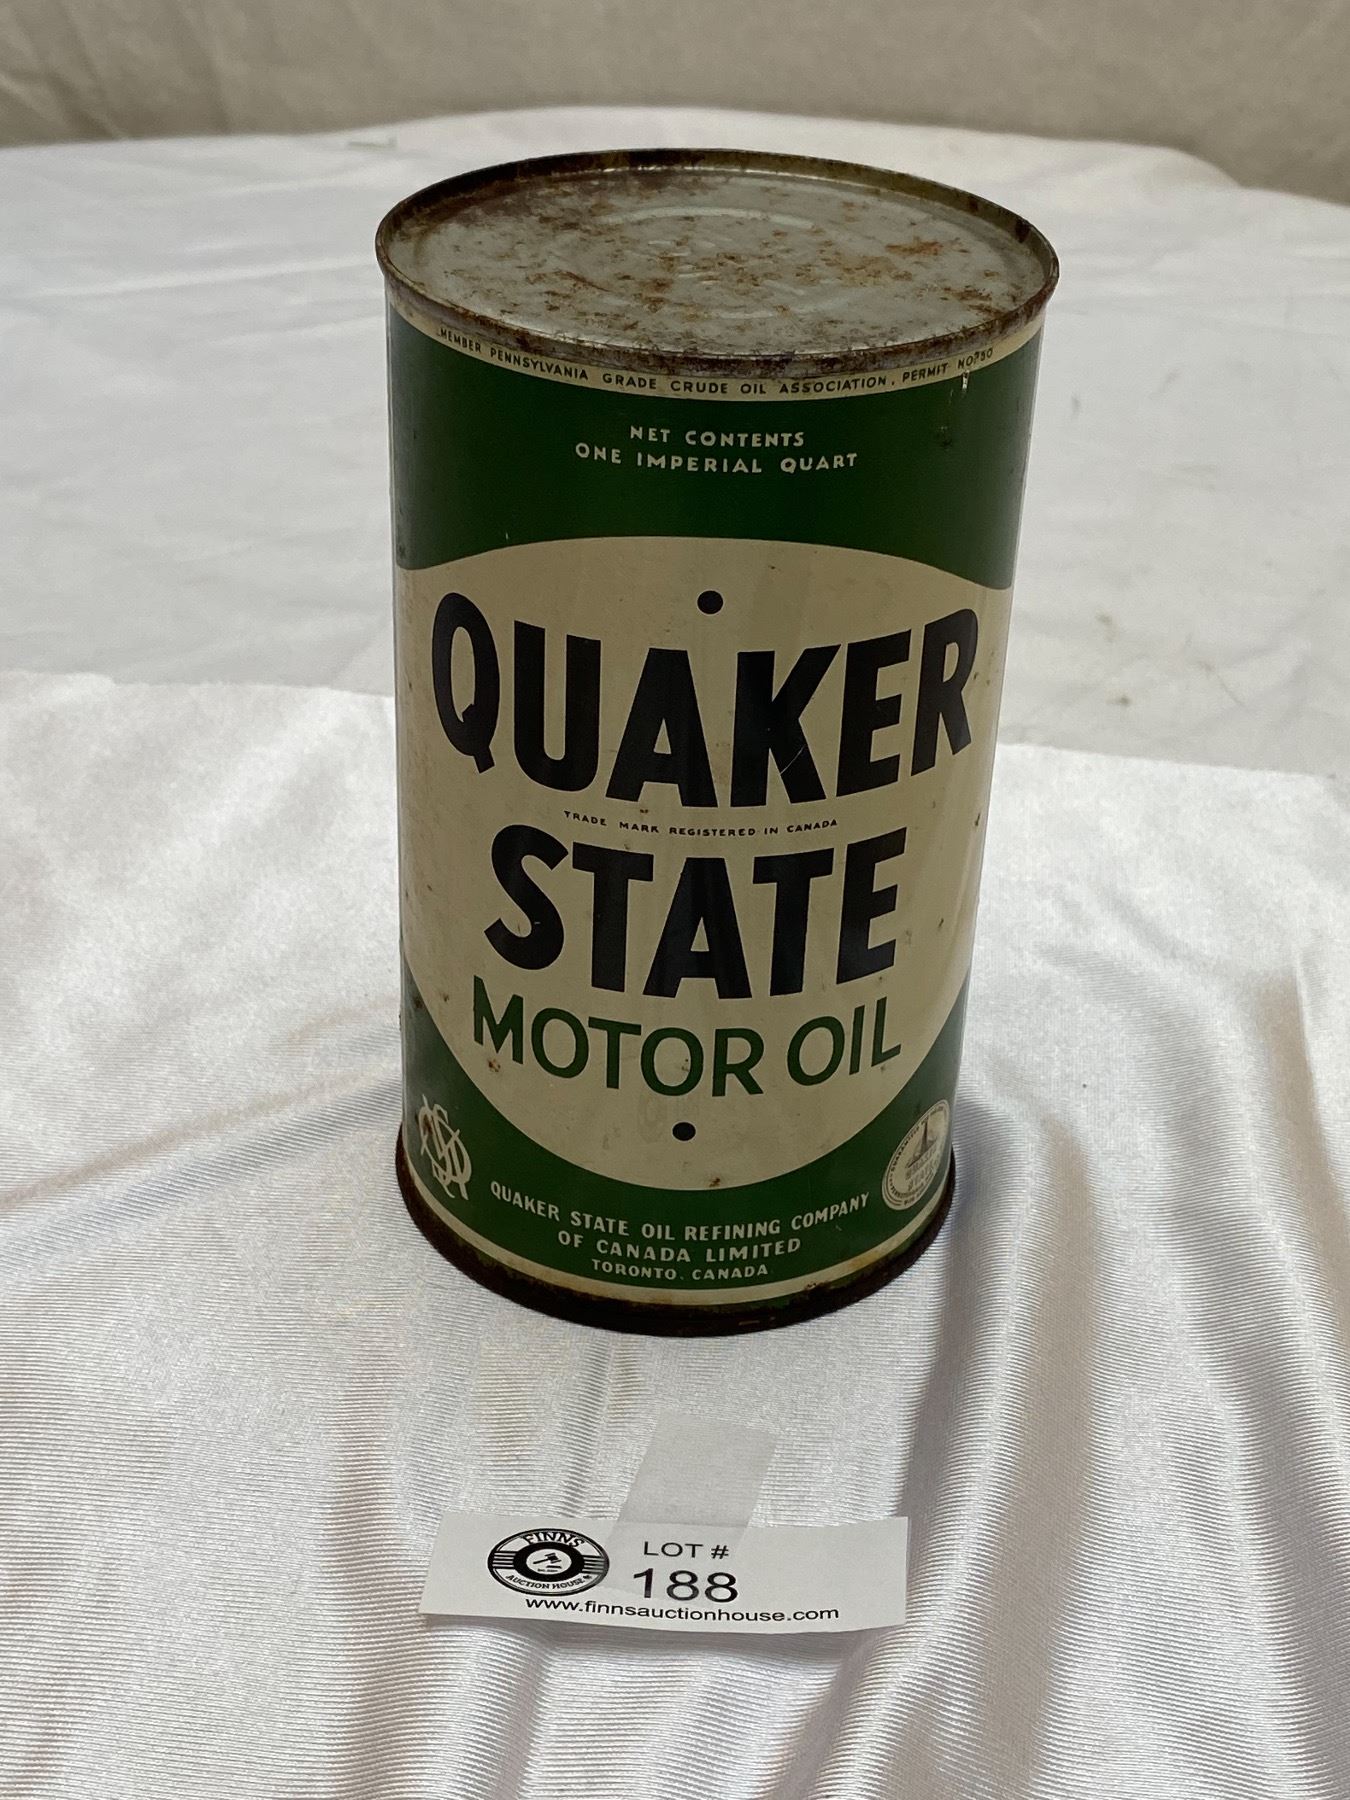 MEMBER PENNSYLVANIA GRADE CRUDE OIL ASSOCIATION, PERMIT NO. 50
NET CONTENTS
ONE IMPERIAL QUART
QUAKER
TRADE MARK REGISTERED IN CANADA
STATE
MOTOR OIL
QUAKER STATE OIL REFINING COMPANY
OF CANADA LIMITED
TORONTO. CANADA
QUAKER
STATE
FINNS
AUCTION HOUSE
LOT #
188
www.finnsauctionhouse.com